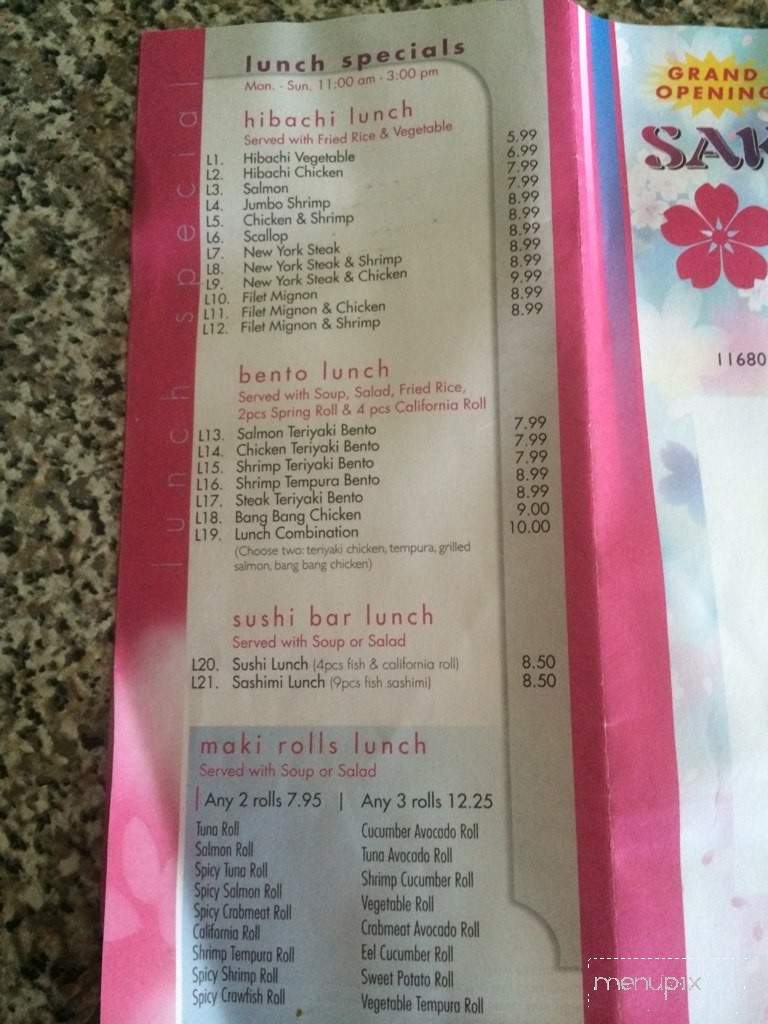 lunch special
lunch specials
Mon. - Sun. 11:00 am - 3:00 pm
hibachi lunch
Served with Fried Rice & Vegetable
L1. Hibachi Vegetable 5.99
L2. Hibachi Chicken 6.99
L3. Salmon 7.99
L4. Jumbo Shrimp 7.99
L5. Chicken & Shrimp 8.99
L6. Scallop 8.99
L7. New York Steak 8.99
L8. New York Steak & Shrimp 8.99
L9. New York Steak & Chicken 8.99
L10. Filet Mignon 9.99
L11. Filet Mignon & Chicken 8.99
L12. Filet Mignon & Shrimp 8.99
bento lunch
Served with Soup, Salad, Fried Rice,
2pcs Spring Roll & 4 pcs California Roll
L13. Salmon Teriyaki Bento 7.99
L14. Chicken Teriyaki Bento 7.99
L15. Shrimp Teriyaki Bento 7.99
L16. Shrimp Tempura Bento 8.99
L17. Steak Teriyaki Bento 8.99
L18. Bang Bang Chicken 9.00
L19. Lunch Combination 10.00
(Choose two: teriyaki chicken, tempura, grilled
salmon, bang bang chicken)
sushi bar lunch
Served with Soup or Salad
L20. Sushi Lunch (4pcs fish & california roll) 8.50
L21. Sashimi Lunch (9pcs fish sashimi) 8.50
maki rolls lunch
Served with Soup or Salad
Any 2 rolls 7.95 | Any 3 rolls 12.25
Tuna Roll
Salmon Roll
Spicy Tuna Roll
Spicy Salmon Roll
Spicy Crabmeat Roll
California Roll
Shrimp Tempura Roll
Spicy Shrimp Roll
Spicy Crawfish Roll
Cucumber Avocado Roll
Tuna Avocado Roll
Shrimp Cucumber Roll
Vegetable Roll
Crabmeat Avocado Roll
Eel Cucumber Roll
Sweet Potato Roll
Vegetable Tempura Roll
GRAND
OPENING
SAK
11680
menupix